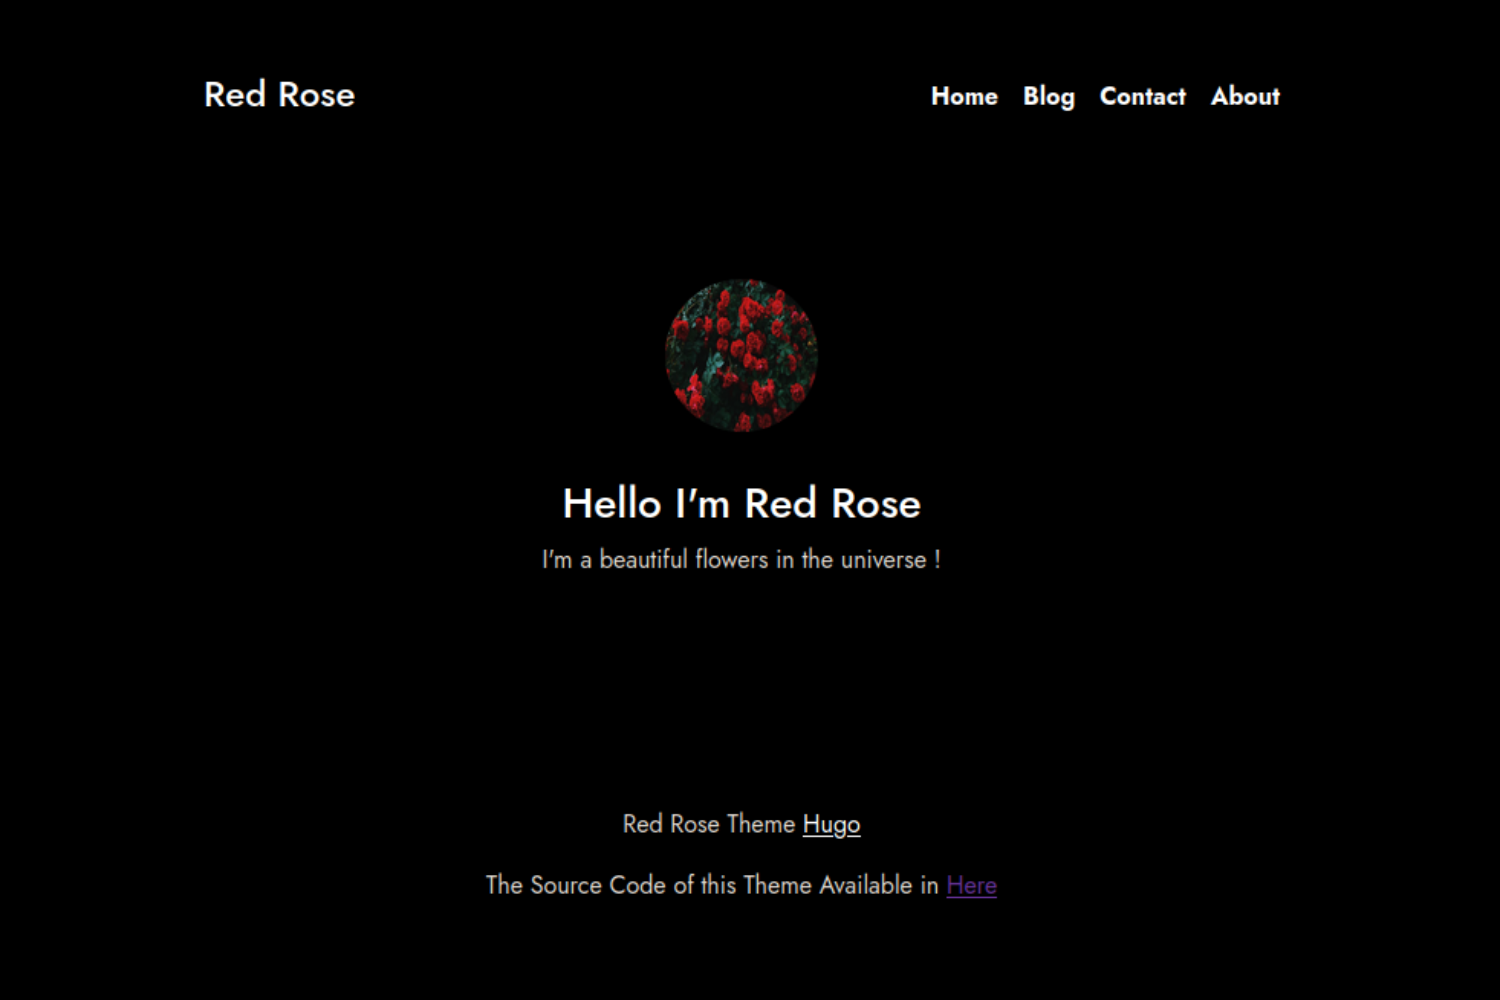 Red Rose
Home Blog Contact About
Hello I'm Red Rose
I'm a beautiful flowers in the universe !
Red Rose Theme Hugo
The Source Code of this Theme Available in Here